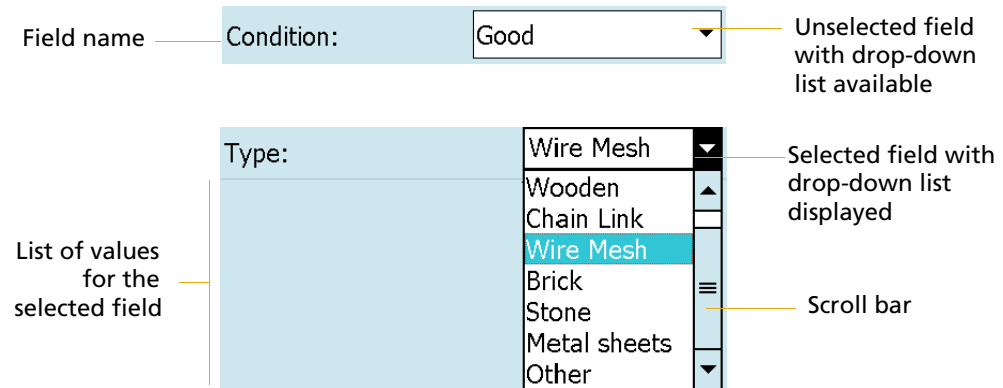 Field name
Condition:
Good
Unselected field
with drop-down
list available
Type:
Wire Mesh
Selected field with
drop-down list
displayed
List of values
for the
selected field
Wooden
Chain Link
Wire Mesh
Brick
Stone
Metal sheets
Other
Scroll bar